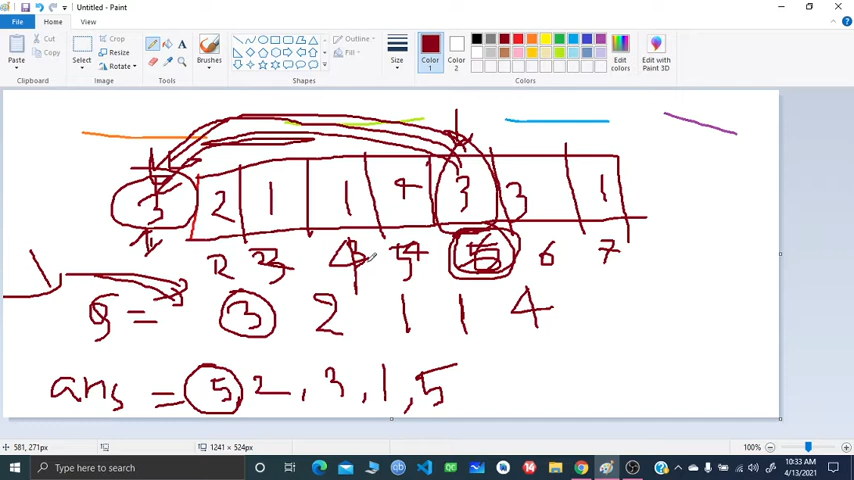 Untitled - Paint
File Home View
Paste Cut Copy Select Crop Resize Rotate Brushes Outline Fill Size Color 1 Color 2 Edit colors Edit with Paint 3D
Clipboard Image Tools Shapes Colors
3 2 1 1 4 3 3 1
2 3 4 5 6 7
= 3 2 1 1 4
ans = 5, 2, 3, 1, 5
581, 271px 1241 × 524px 100%
Type here to search 14 10:33 AM
4/13/2021